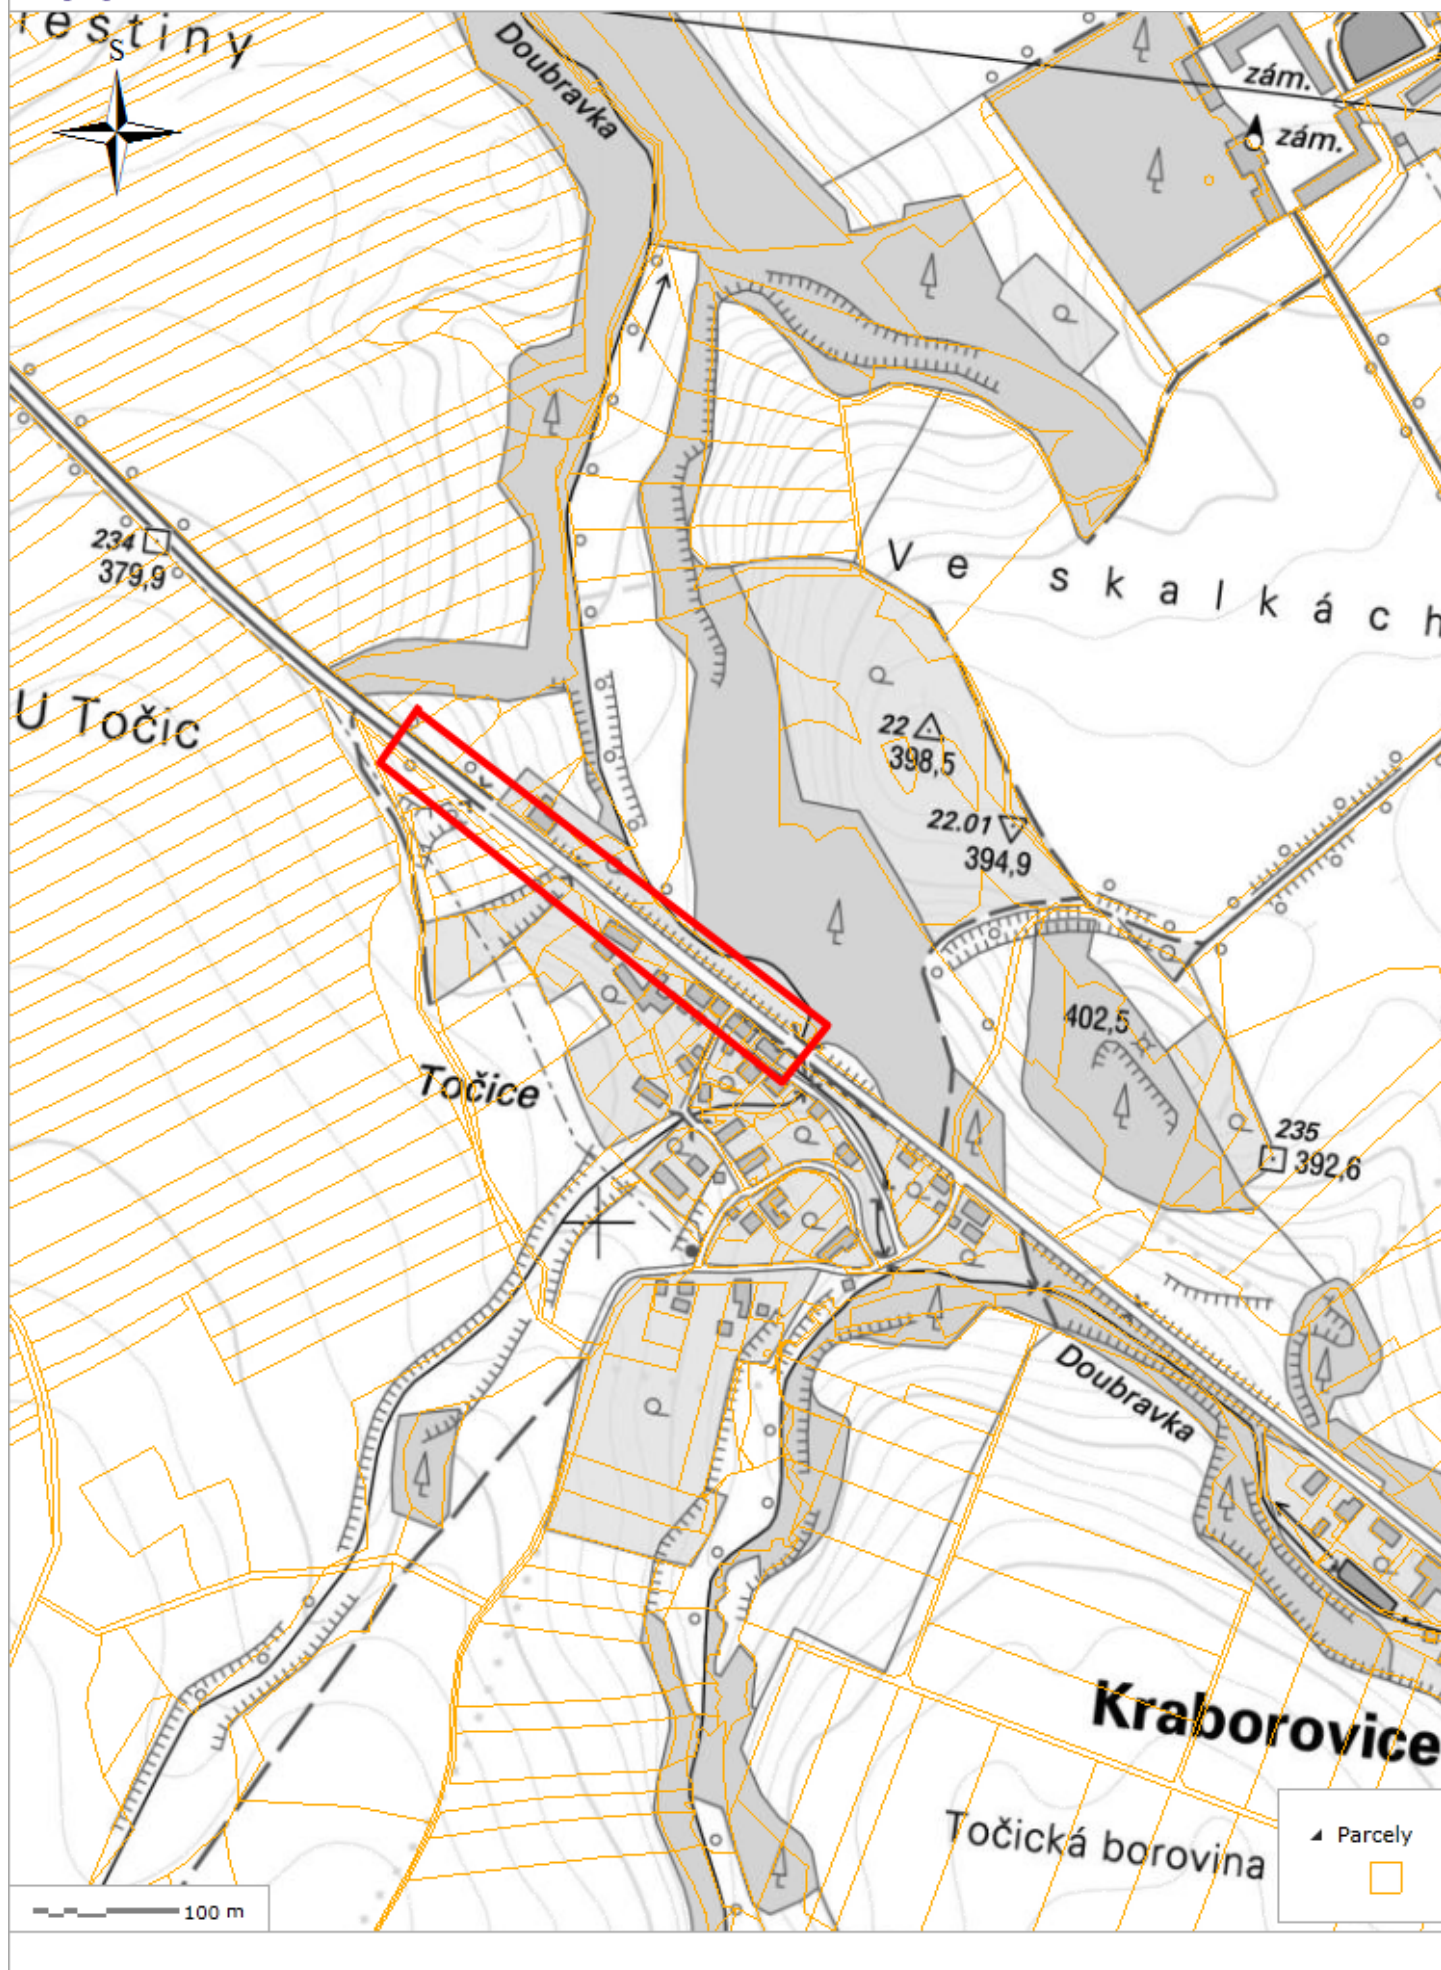 S
Doubravka
zám.
zám.
234
379,9
Ve skalkách
U Točic
22
398,5
22.01
394,9
402,5
Točice
235
392,6
Doubravka
Kraborovice
Točická borovina
Parcely
100 m